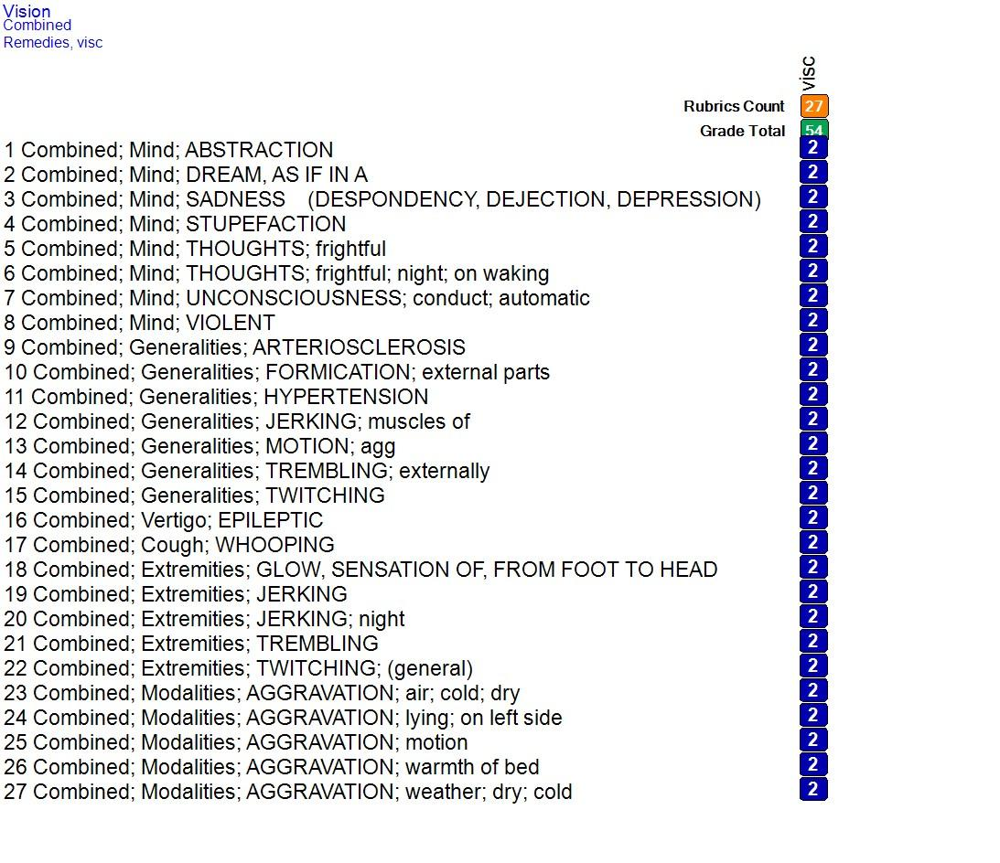 Vision
Combined
Remedies, visc
visc
Rubrics Count 27
Grade Total 54
1 Combined; Mind; ABSTRACTION 2
2 Combined; Mind; DREAM, AS IF IN A 2
3 Combined; Mind; SADNESS (DESPONDENCY, DEJECTION, DEPRESSION) 2
4 Combined; Mind; STUPEFACTION 2
5 Combined; Mind; THOUGHTS; frightful 2
6 Combined; Mind; THOUGHTS; frightful; night; on waking 2
7 Combined; Mind; UNCONSCIOUSNESS; conduct; automatic 2
8 Combined; Mind; VIOLENT 2
9 Combined; Generalities; ARTERIOSCLEROSIS 2
10 Combined; Generalities; FORMICATION; external parts 2
11 Combined; Generalities; HYPERTENSION 2
12 Combined; Generalities; JERKING; muscles of 2
13 Combined; Generalities; MOTION; agg 2
14 Combined; Generalities; TREMBLING; externally 2
15 Combined; Generalities; TWITCHING 2
16 Combined; Vertigo; EPILEPTIC 2
17 Combined; Cough; WHOOPING 2
18 Combined; Extremities; GLOW, SENSATION OF, FROM FOOT TO HEAD 2
19 Combined; Extremities; JERKING 2
20 Combined; Extremities; JERKING; night 2
21 Combined; Extremities; TREMBLING 2
22 Combined; Extremities; TWITCHING; (general) 2
23 Combined; Modalities; AGGRAVATION; air; cold; dry 2
24 Combined; Modalities; AGGRAVATION; lying; on left side 2
25 Combined; Modalities; AGGRAVATION; motion 2
26 Combined; Modalities; AGGRAVATION; warmth of bed 2
27 Combined; Modalities; AGGRAVATION; weather; dry; cold 2